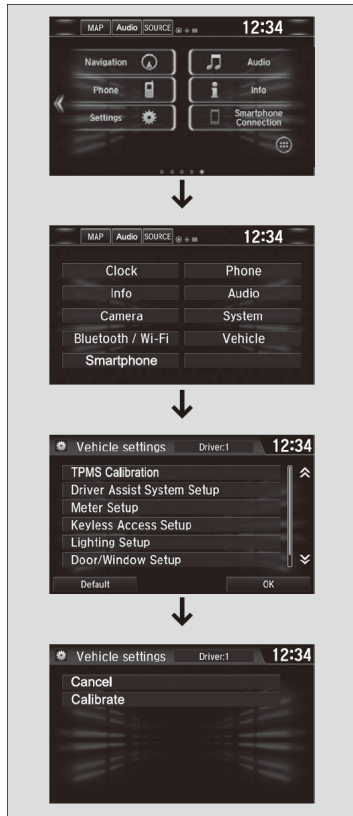 MAP Audio SOURCE 12:34
Navigation Audio
Phone Info
Settings Smartphone
Connection
MAP Audio SOURCE 12:34
Clock Phone
Info Audio
Camera System
Bluetooth / Wi-Fi Vehicle
Smartphone
Vehicle settings Driver:1 12:34
TPMS Calibration
Driver Assist System Setup
Meter Setup
Keyless Access Setup
Lighting Setup
Door/Window Setup
Default OK
Vehicle settings Driver:1 12:34
Cancel
Calibrate